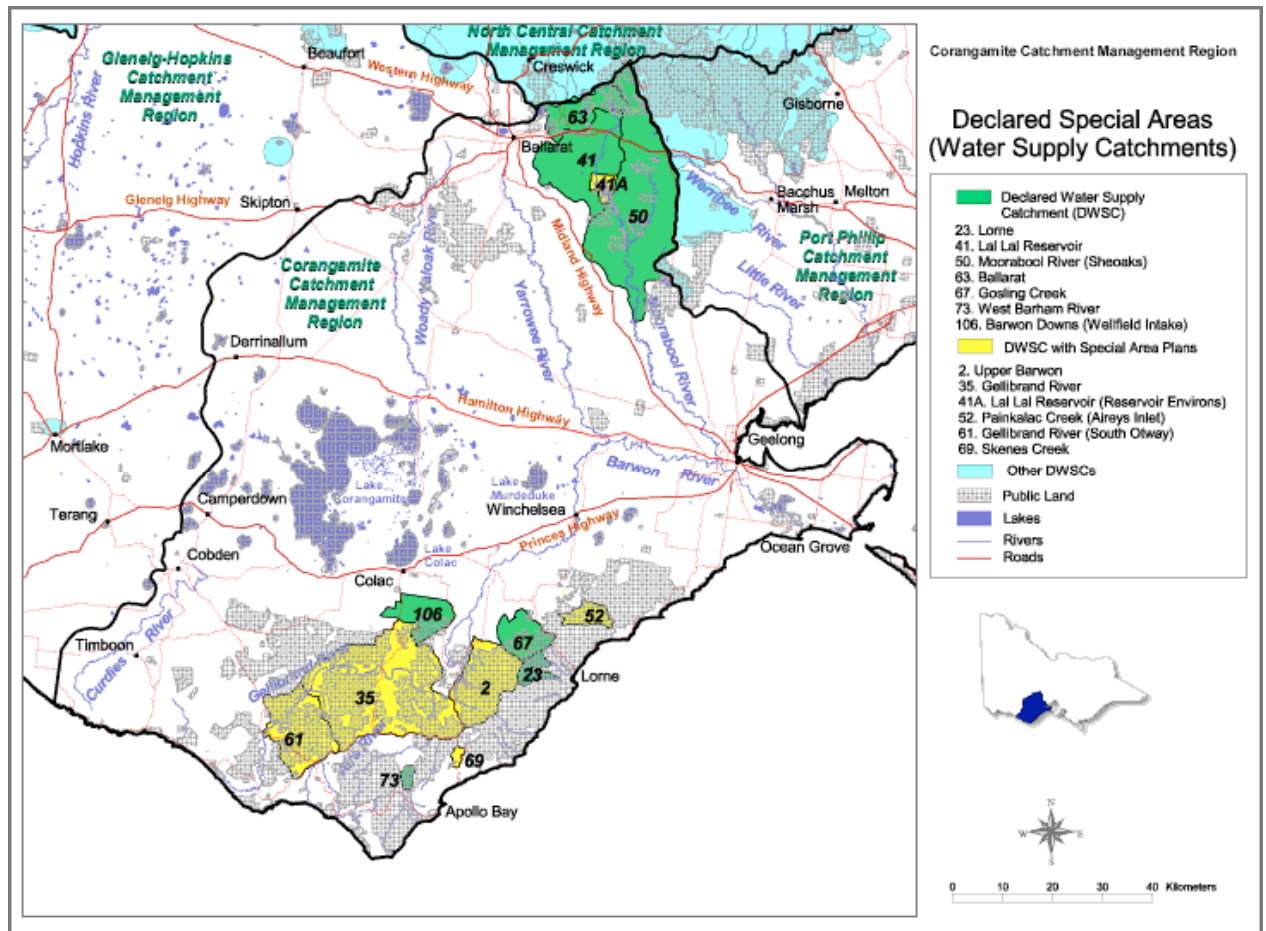 North Central Catchment
Management Region
Glenelg-Hopkins
Catchment
Management
Region
Beaufort
Creswick
Western Highway
Gisborne
Hopkins River
63
Ballarat
41
41A
50
Werribee
River
Bacchus
Marsh
Melton
Glenelg Highway
Skipton
Port Phillip
Catchment
Management
Region
Little River
Corangamite
Catchment
Management
Region
Woady Yaloak River
Yarrowee River
Midland Highway
Moorabool River
Derrinallum
Hamilton Highway
Mortlake
Geelong
Barwon River
Lake
Corangamite
Lake
Murdeduke
Camperdown
Winchelsea
Terang
Princes Highway
Ocean Grove
Cobden
Lake
Colac
Colac
106
52
67
Timboon
Curdies River
Gellibrand River
23
Lorne
35
2
61
69
73
Apollo Bay
Corangamite Catchment Management Region
Declared Special Areas
(Water Supply Catchments)
Declared Water Supply
Catchment (DWSC)
23. Lorne
41. Lal Lal Reservoir
50. Moorabool River (Sheoaks)
63. Ballarat
67. Gosling Creek
73. West Barham River
106. Barwon Downs (Wellfield Intake)
DWSC with Special Area Plans
2. Upper Barwon
35. Gellibrand River
41A. Lal Lal Reservoir (Reservoir Environs)
52. Painkalac Creek (Aireys Inlet)
61. Gellibrand River (South Otway)
69. Skenes Creek
Other DWSCs
Public Land
Lakes
Rivers
Roads
N
W
S
S
0 10 20 30 40 Kilometers